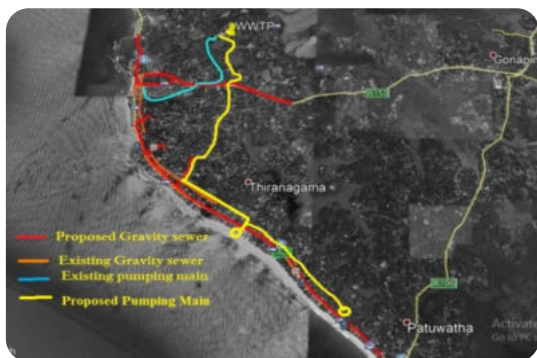 WWTP
Gonapin
B153
Thiranagama
Proposed Gravity sewer
Existing Gravity sewer
Existing pumping main
Proposed Pumping Main
Patuwatha
Activate
Go to PC